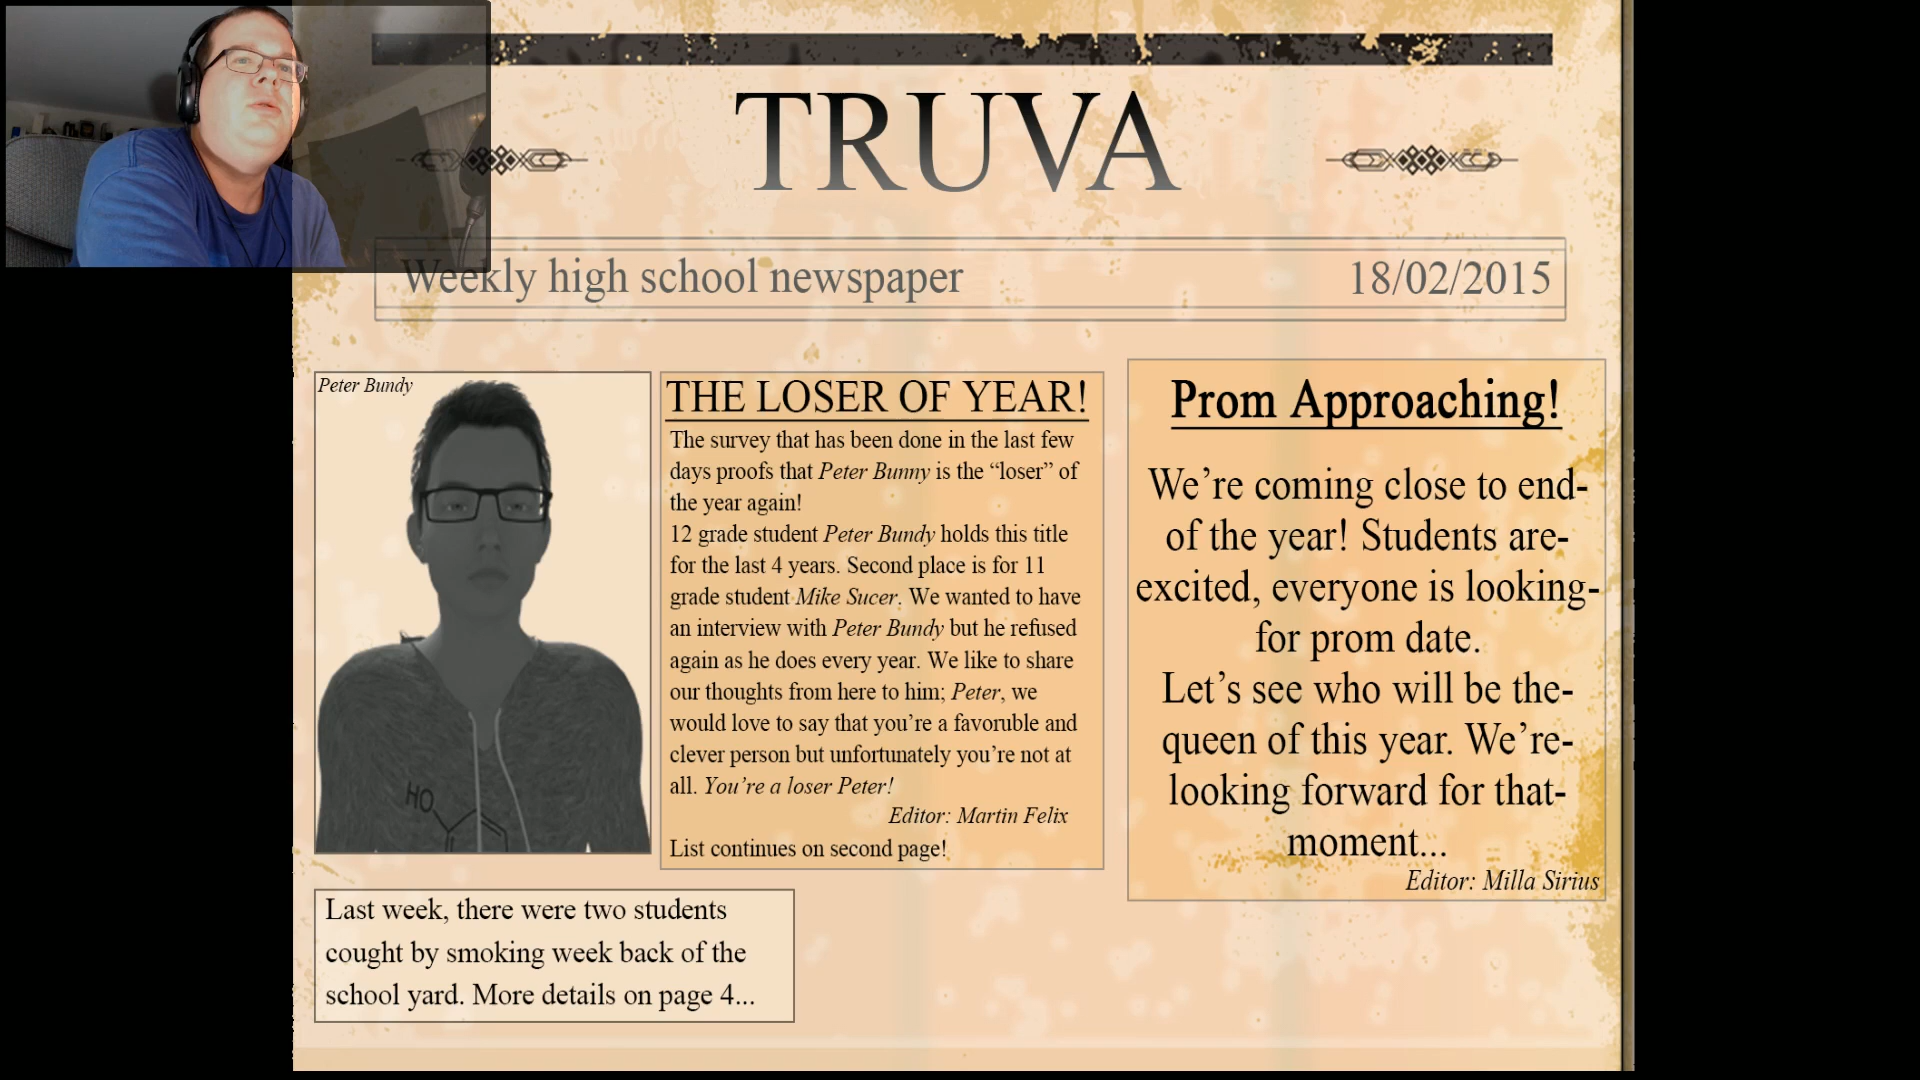 TRUVA
Weekly high school newspaper
18/02/2015
Peter Bundy
THE LOSER OF YEAR!
The survey that has been done in the last few
days proofs that Peter Bunny is the “loser” of
the year again!
12 grade student Peter Bundy holds this title
for the last 4 years. Second place is for 11
grade student Mike Sucer. We wanted to have
an interview with Peter Bundy but he refused
again as he does every year. We like to share
our thoughts from here to him; Peter, we
would love to say that you’re a favoruble and
clever person but unfortunately you’re not at
all. You’re a loser Peter!
Editor: Martin Felix
List continues on second page!
Prom Approaching!
We’re coming close to end-
of the year! Students are-
excited, everyone is looking-
for prom date.
Let’s see who will be the-
queen of this year. We’re-
looking forward for that-
moment...
Editor: Milla Sirius
HO
Last week, there were two students
cought by smoking week back of the
school yard. More details on page 4...